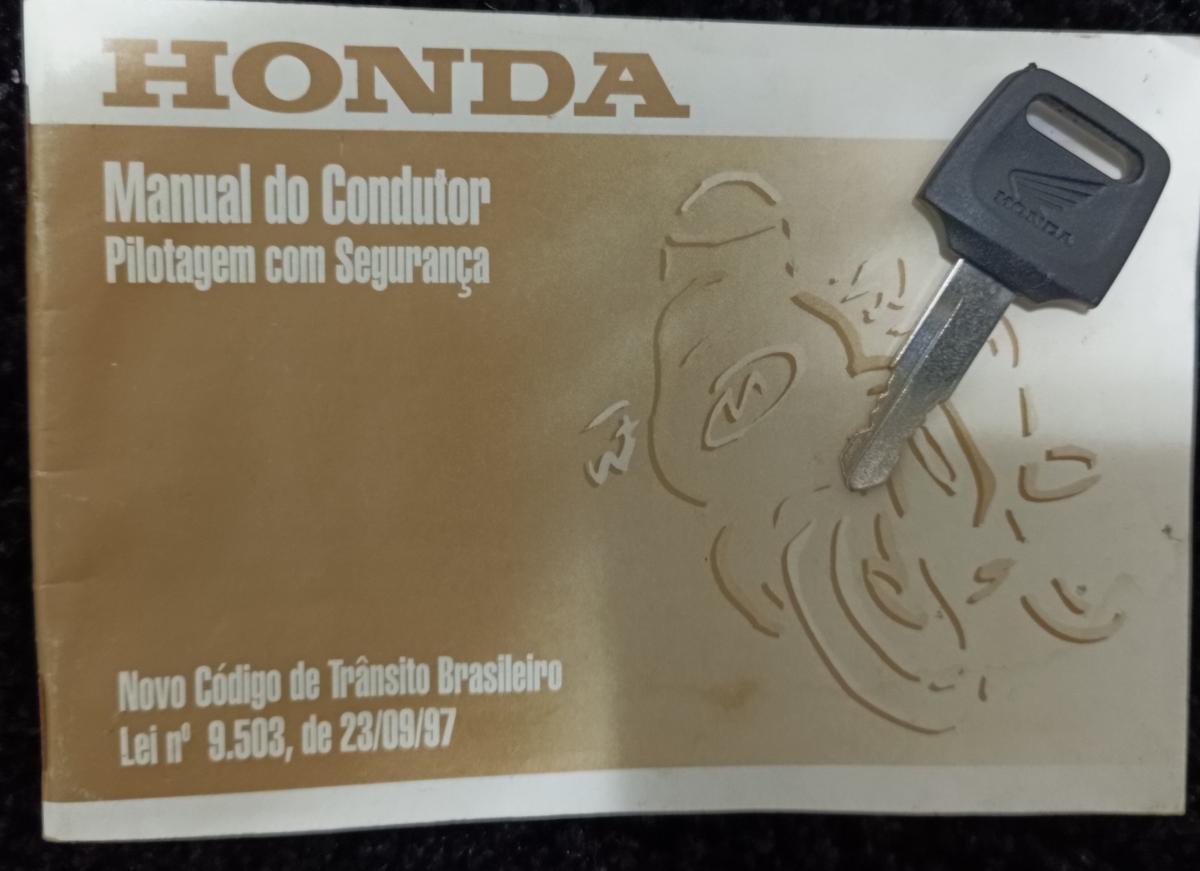 HONDA
Manual do Condutor
Pilotagem com Segurança
HONDA
Novo Código de Trânsito Brasileiro
Lei nº 9.503, de 23/09/97